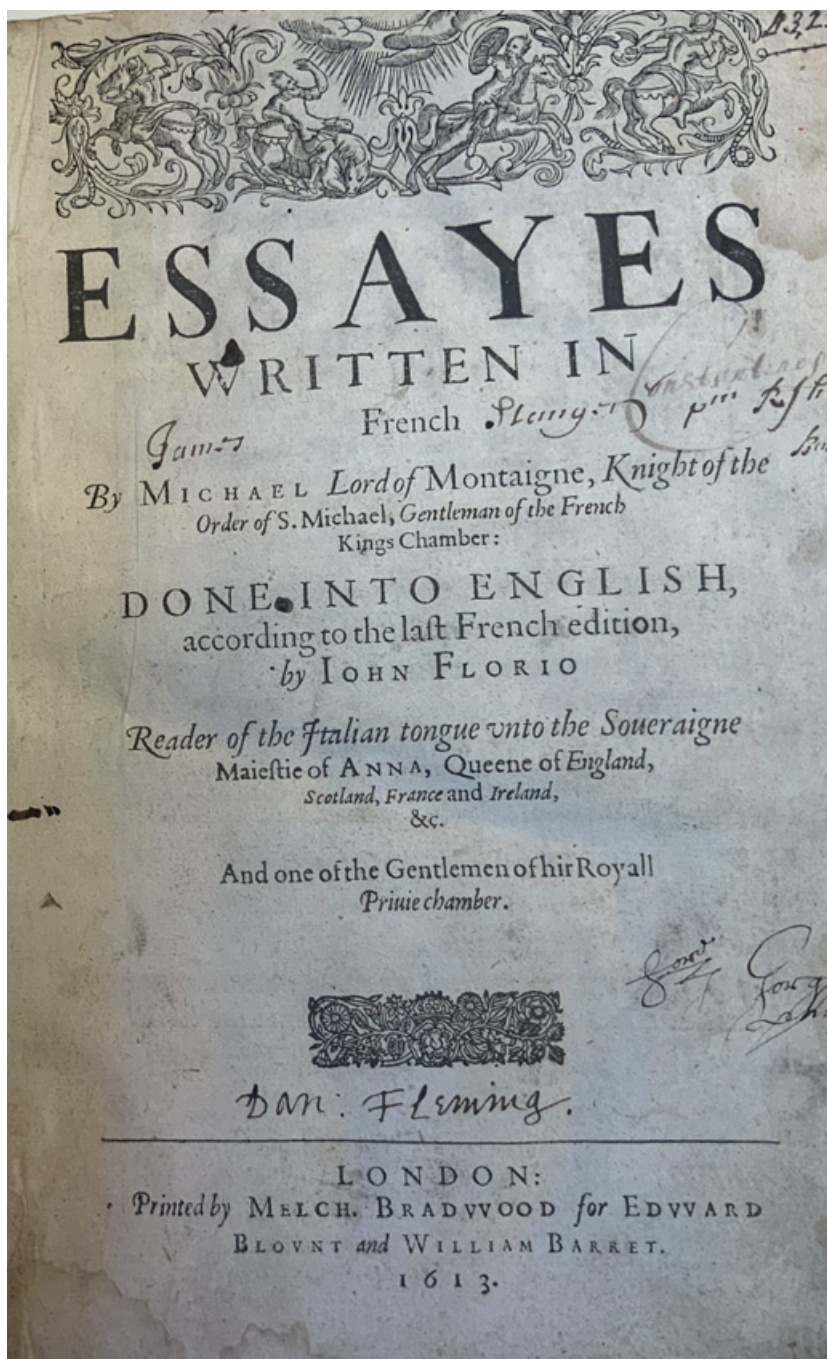 ESSAYES
WRITTEN IN
French
James
By MICHAEL Lord of Montaigne, Knight of the
Order of S. Michael, Gentleman of the French
Kings Chamber:
DONE INTO ENGLISH,
according to the laſt French edition,
by IOHN FLORIO
Reader of the Italian tongue vnto the Soueraigne
Maieſtie of ANNA, Queene of England,
Scotland, France and Ireland,
&c.
And one of the Gentlemen of hir Royall
Priuie chamber.
Dan: Fleming.
LONDON:
Printed by MELCH. BRADVVOOD for EDVVARD
BLOVNT and WILLIAM BARRET.
1613.